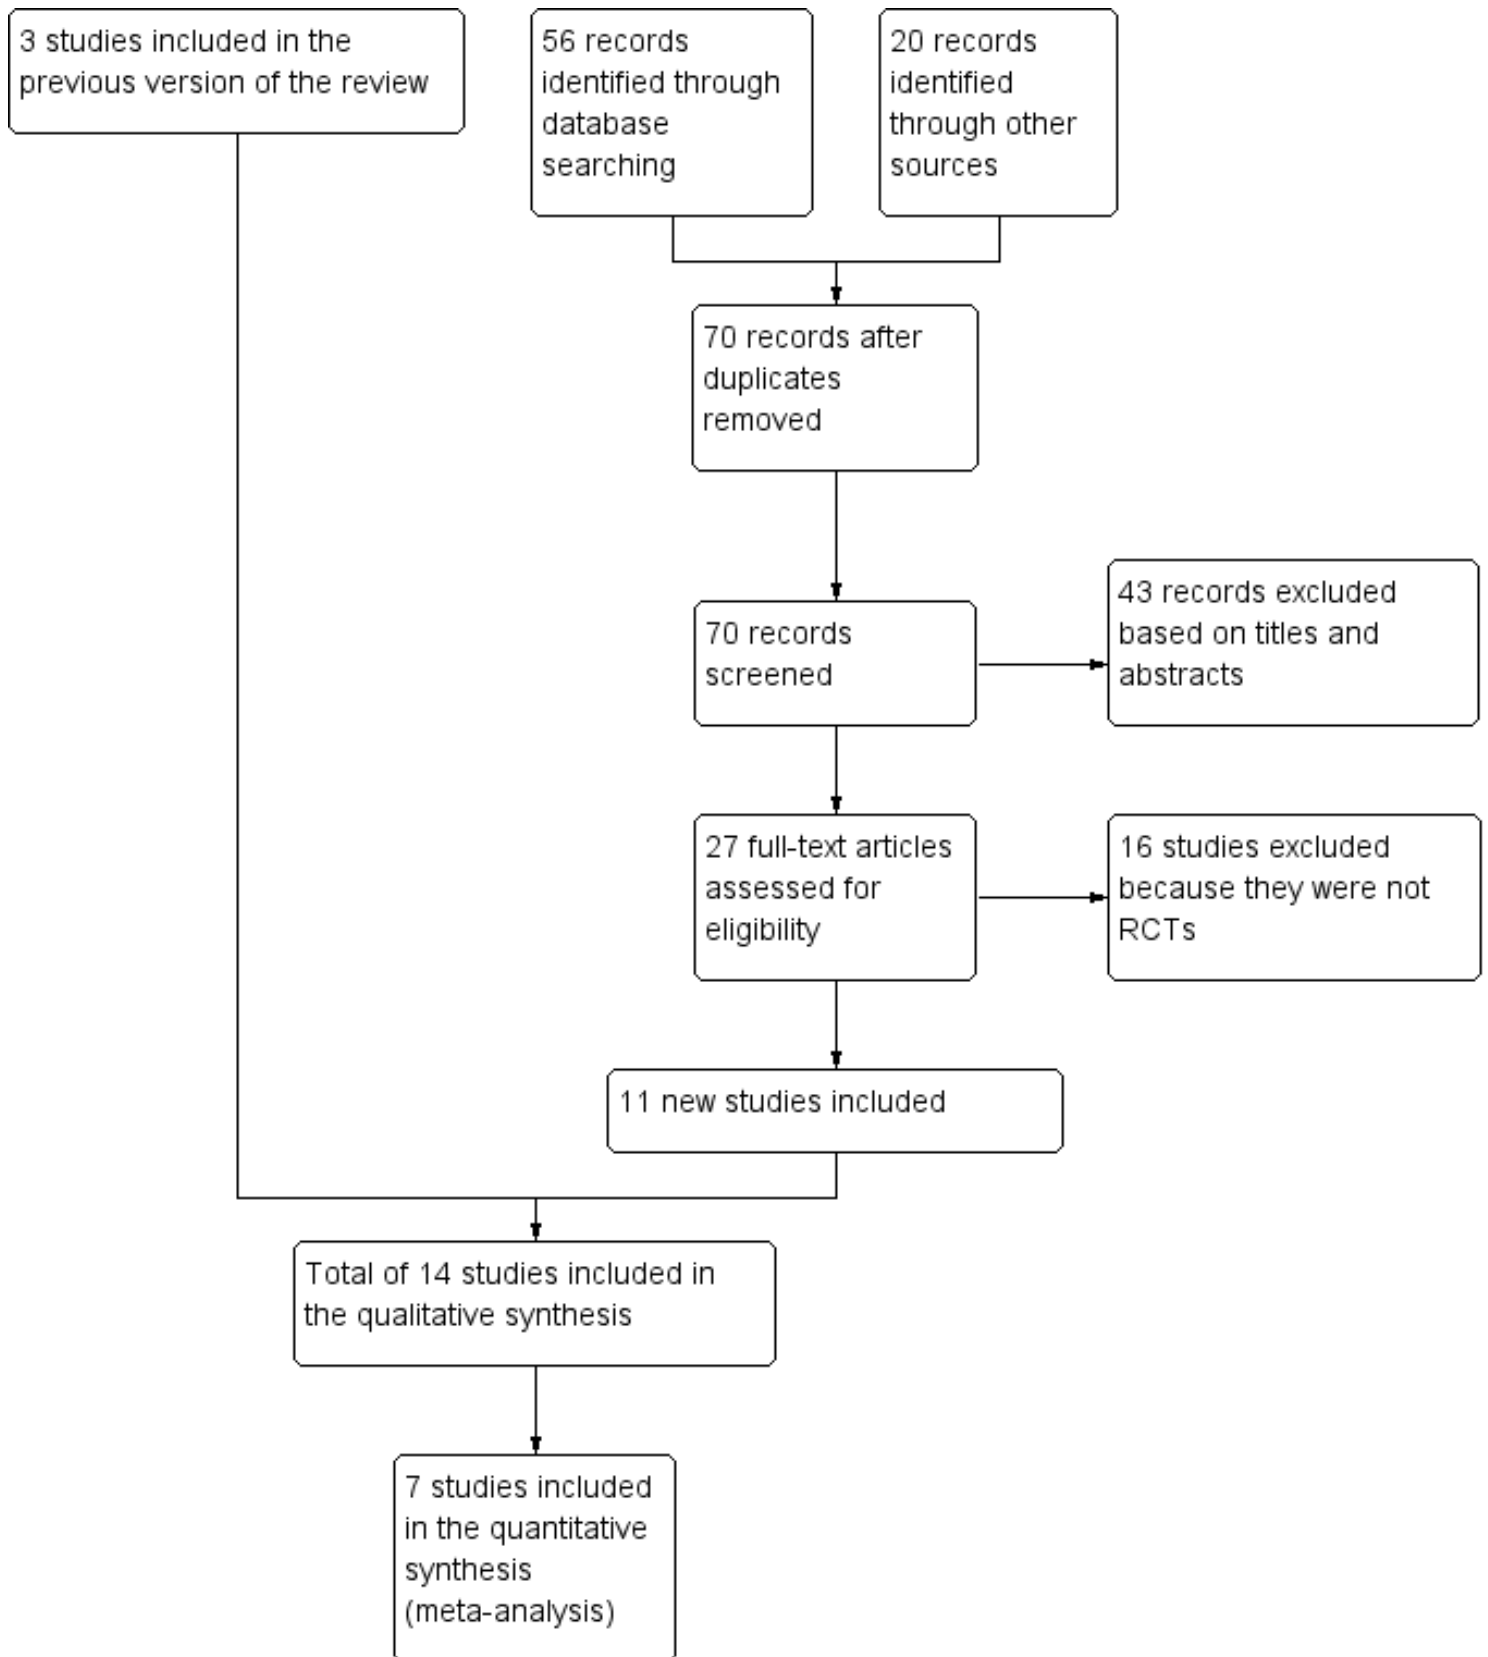 3 studies included in the
previous version of the review
56 records
identified through
database
searching
20 records
identified
through other
sources
70 records after
duplicates
removed
70 records
screened
43 records excluded
based on titles and
abstracts
27 full-text articles
assessed for
eligibility
16 studies excluded
because they were not
RCTs
11 new studies included
Total of 14 studies included in
the qualitative synthesis
7 studies included
in the quantitative
synthesis
(meta-analysis)